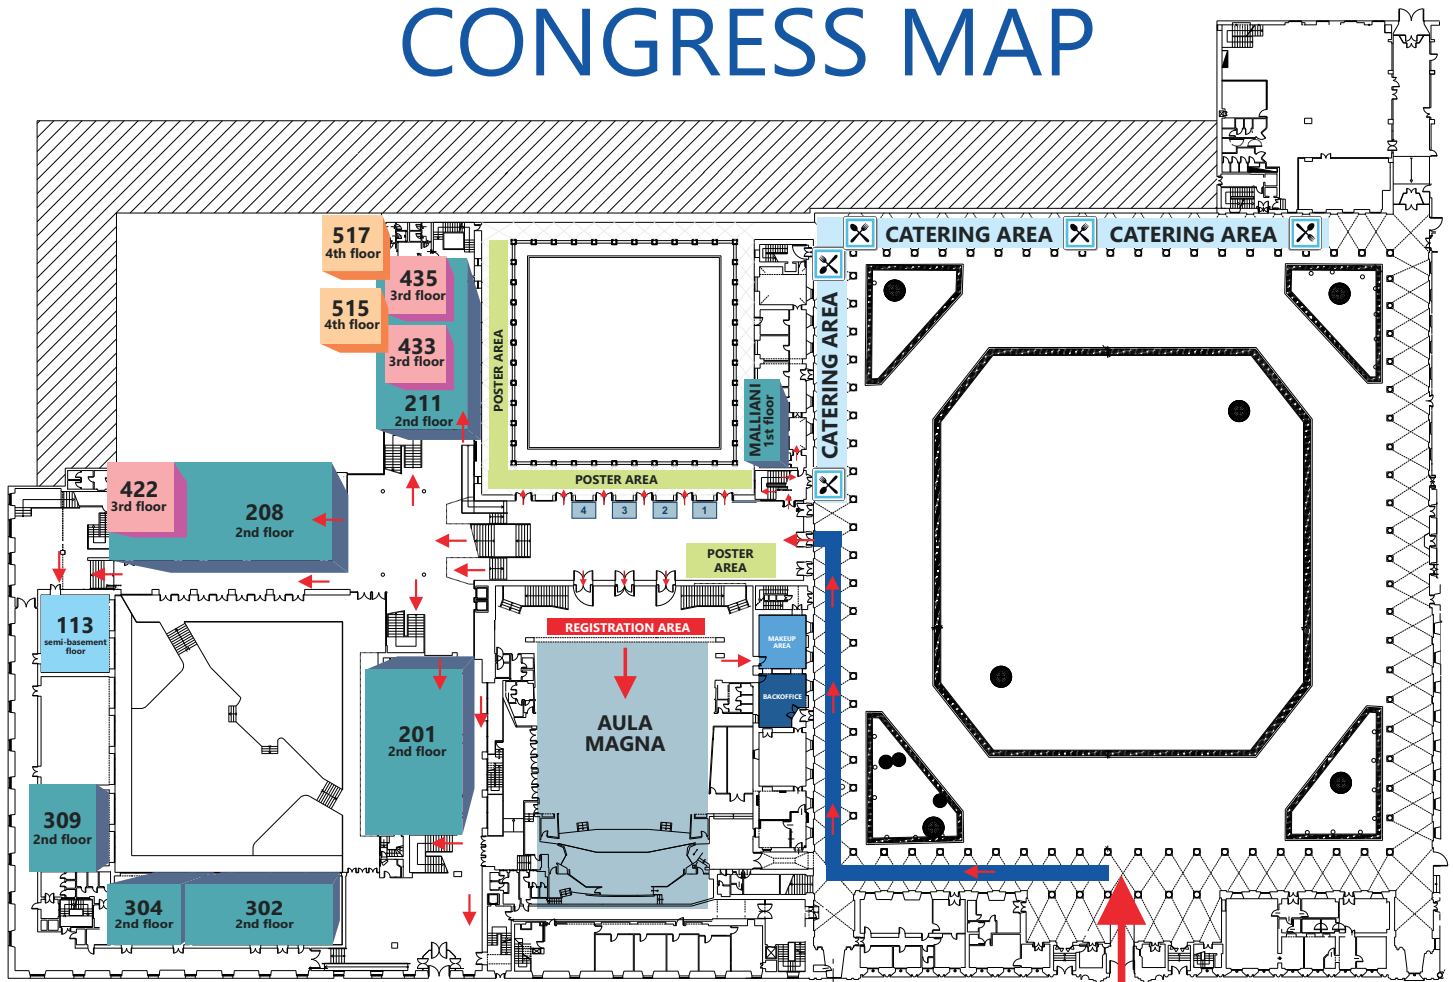 CONGRESS MAP
CATERING AREA
CATERING AREA
CATERING AREA
517
4th floor
435
3rd floor
515
4th floor
433
3rd floor
211
2nd floor
POSTER AREA
MALLIANI
1st floor
POSTER AREA
422
3rd floor
208
2nd floor
4
3
2
1
POSTER
AREA
113
semi-basement
floor
REGISTRATION AREA
MAKEUP
AREA
BACKOFFICE
AULA
MAGNA
201
2nd floor
309
2nd floor
304
2nd floor
302
2nd floor